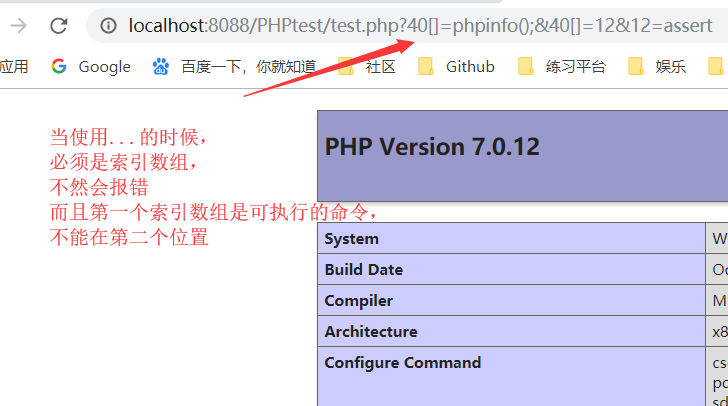 localhost:8088/PHPtest/test.php?40[]=phpinfo();&40[]=12&12=assert
应用 Google 百度一下，你就知道 社区 Github 练习平台 娱乐
当使用...的时候，
必须是索引数组，
不然会报错
而且第一个索引数组是可执行的命令，
不能在第二个位置
PHP Version 7.0.12
System W
Build Date Oc
Compiler M
Architecture x8
Configure Command cs
pc
sd